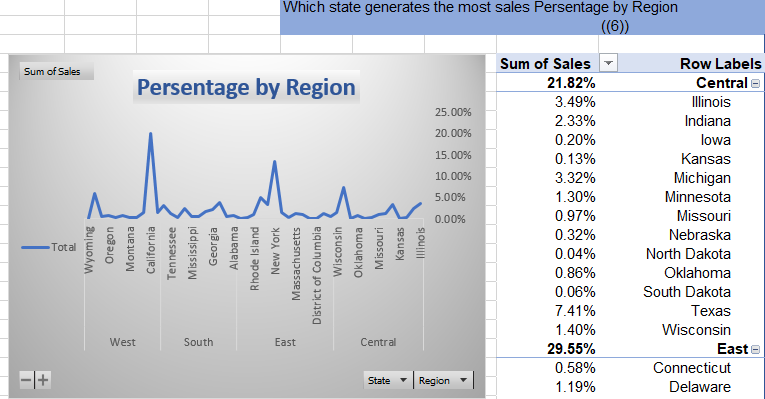 Which state generates the most sales Persentage by Region
((6))
Sum of Sales
Persentage by Region
25.00%
20.00%
15.00%
10.00%
5.00%
0.00%
Total
Wyoming
Oregon
Montana
California
Tennessee
Mississippi
Georgia
Alabama
Rhode Island
New York
Massachusetts
District of Columbia
Wisconsin
Oklahoma
Missouri
Kansas
Illinois
West South East Central
State Region
Sum of Sales Row Labels
21.82% Central
3.49% Illinois
2.33% Indiana
0.20% Iowa
0.13% Kansas
3.32% Michigan
1.30% Minnesota
0.97% Missouri
0.32% Nebraska
0.04% North Dakota
0.86% Oklahoma
0.06% South Dakota
7.41% Texas
1.40% Wisconsin
29.55% East
0.58% Connecticut
1.19% Delaware